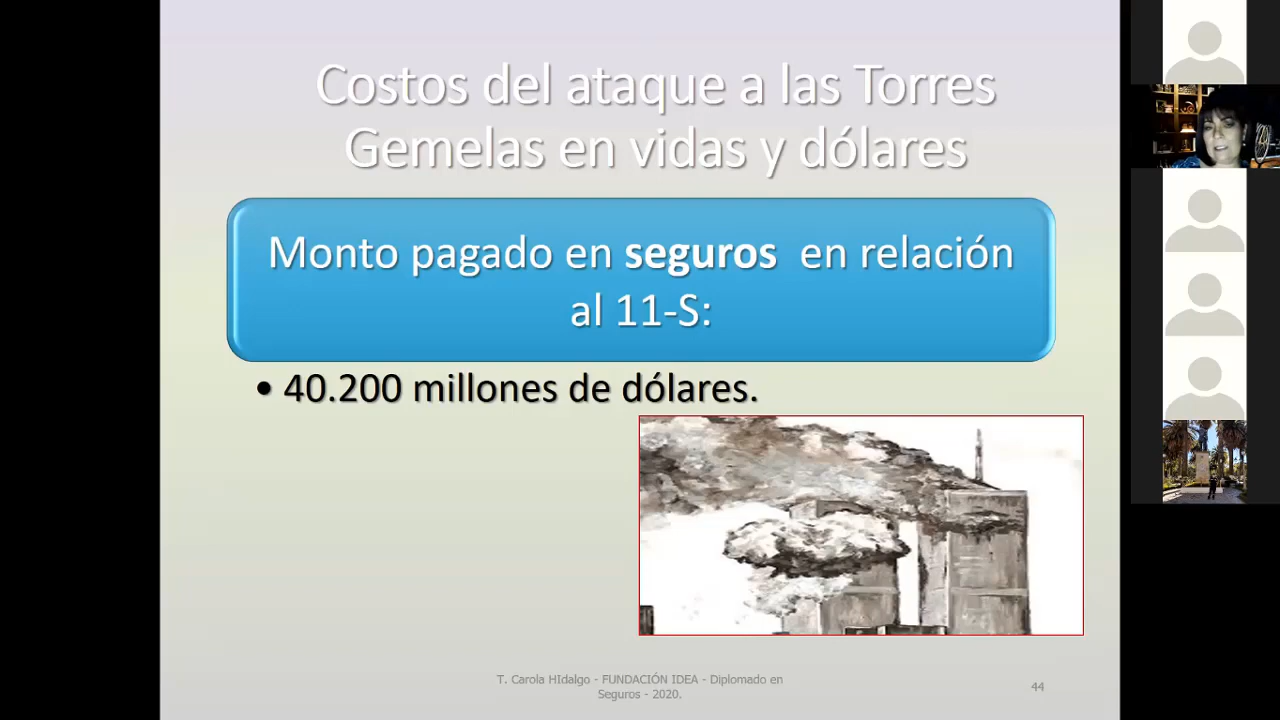 Costos del ataque a las Torres
Gemelas en vidas y dólares
Monto pagado en seguros en relación
al 11-S:
• 40.200 millones de dólares.
T. Carola HIdalgo - FUNDACIÓN IDEA - Diplomado en
Seguros - 2020.
44